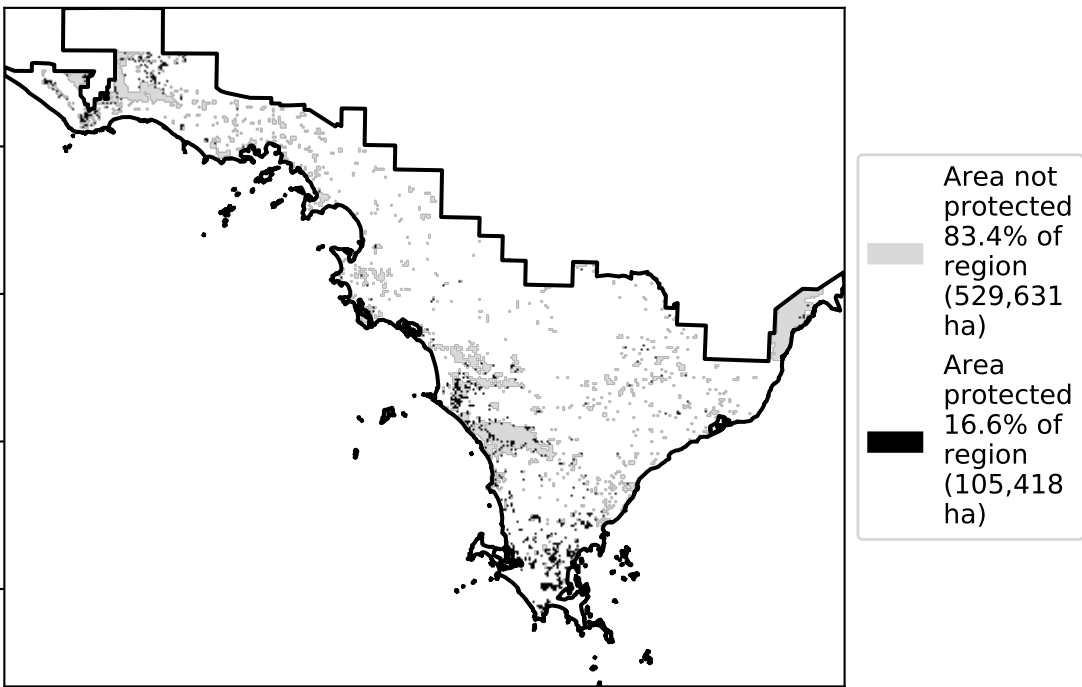 Area not
protected
83.4% of
region
(529,631
ha)
Area
protected
16.6% of
region
(105,418
ha)